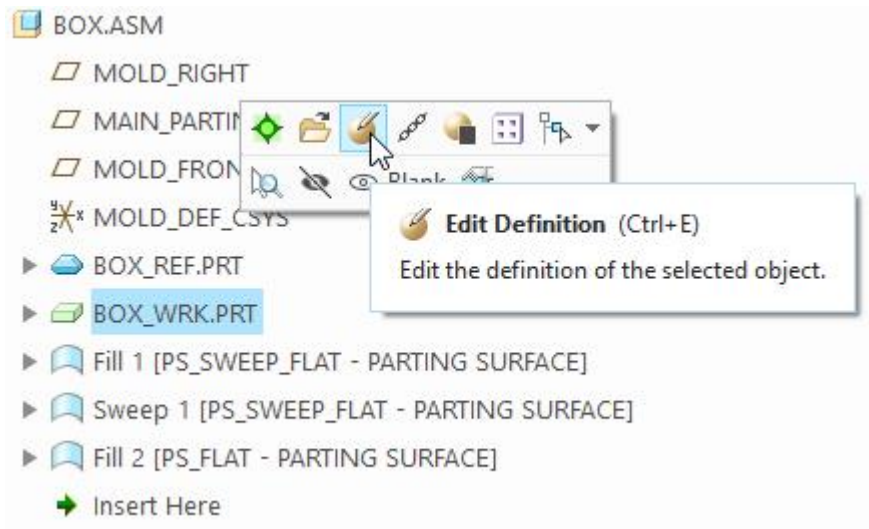 BOX.ASM
MOLD_RIGHT
MAIN_PARTIN
MOLD_FRON
Blank
MOLD_DEF_CSYS
Edit Definition (Ctrl+E)
Edit the definition of the selected object.
BOX_REF.PRT
BOX_WRK.PRT
Fill 1 [PS_SWEEP_FLAT - PARTING SURFACE]
Sweep 1 [PS_SWEEP_FLAT - PARTING SURFACE]
Fill 2 [PS_FLAT - PARTING SURFACE]
Insert Here